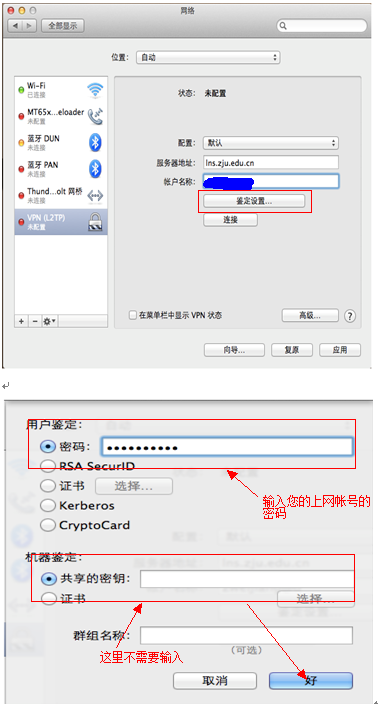 网络
全部显示
位置： 自动
Wi-Fi
已连接
MT65x...eloader
未配置
蓝牙 DUN
未连接
蓝牙 PAN
未连接
Thund...olt 网桥
未连接
VPN (L2TP)
未配置
状态： 未配置
配置： 默认
服务器地址： lns.zju.edu.cn
帐户名称：
鉴定设置...
连接
在菜单栏中显示 VPN 状态
高级...
?
向导...
复原
应用
用户鉴定：
密码： ••••••••••
RSA SecurID
证书 选择...
Kerberos
CryptoCard
输入您的上网帐号的
密码
机器鉴定：
共享的密钥：
证书 选择...
群组名称：
(可选)
这里不需要输入
取消
好